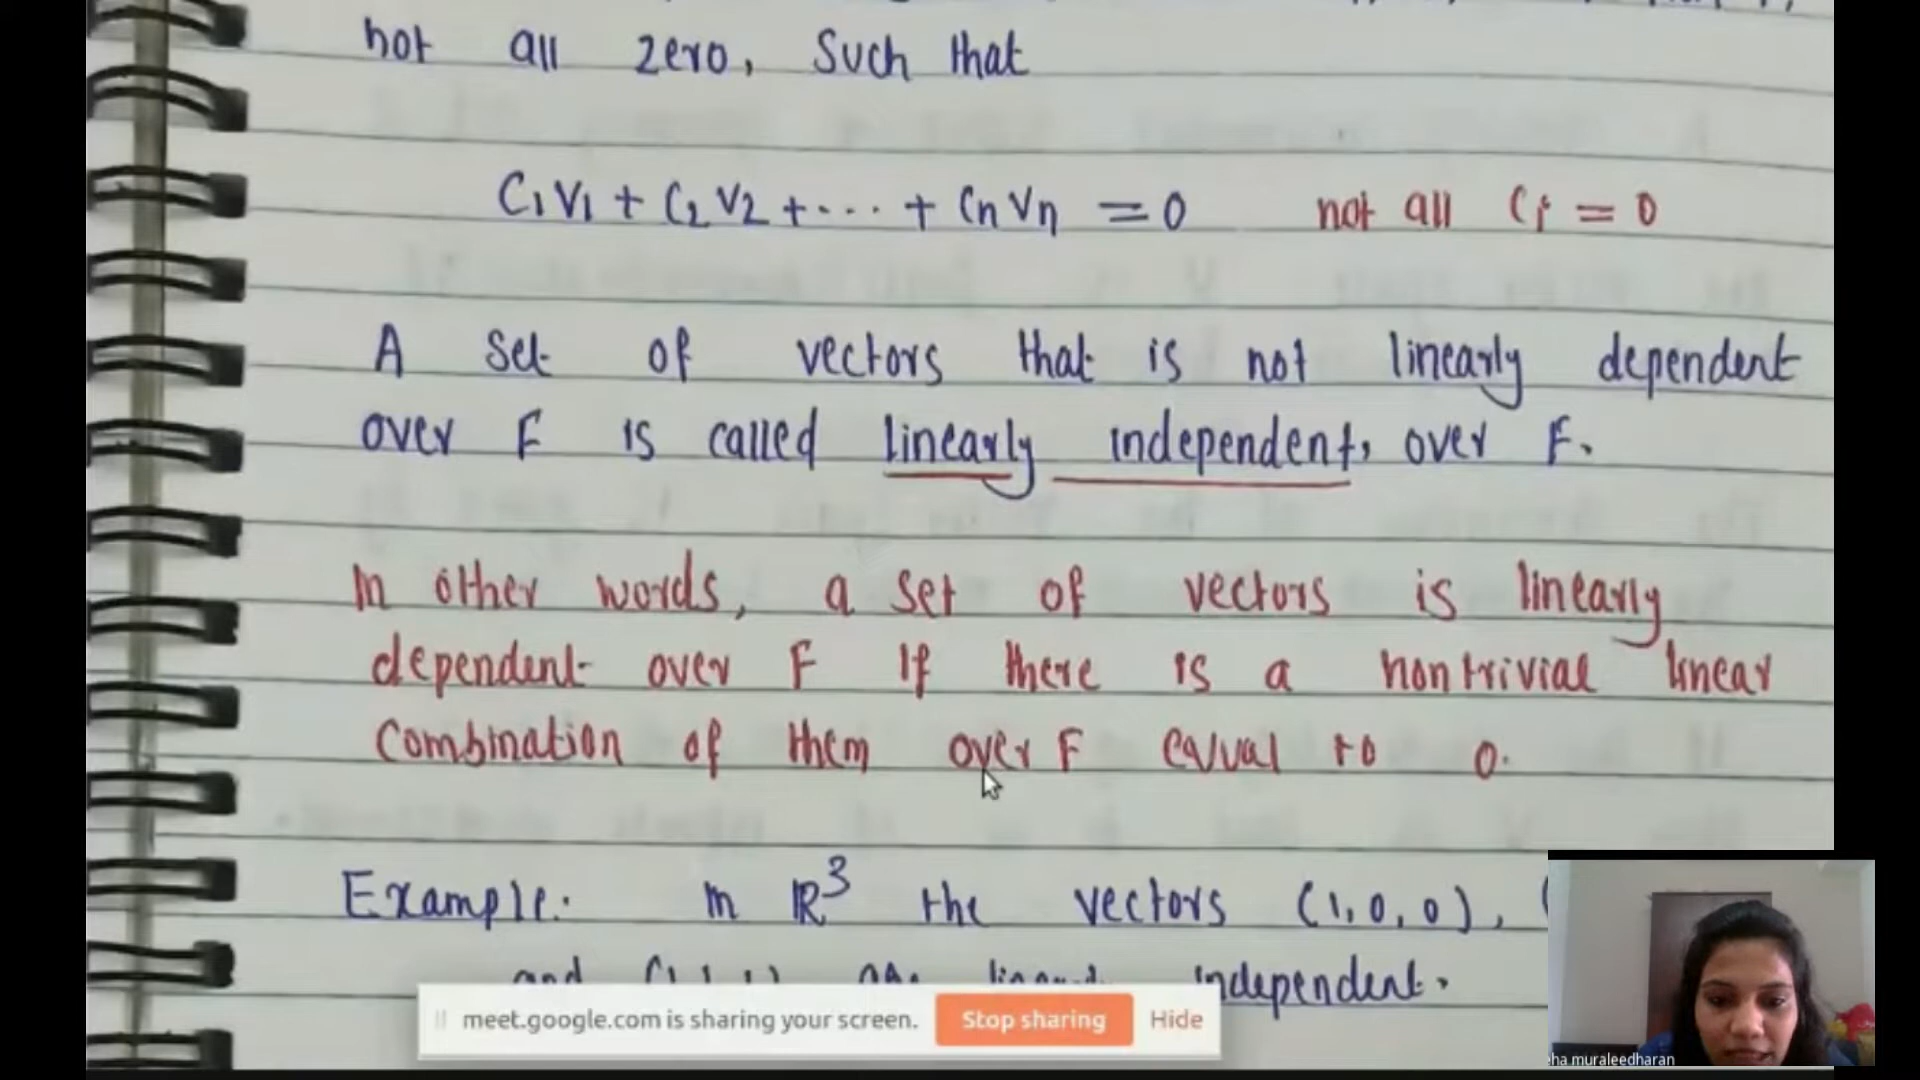 not all zero, Such that
C₁V₁ + C₂V₂ + ... + CnVn = 0 not all Ci = 0
A set of vectors that is not linearly dependent
over F is called linearly independent, over F.
In other words, a set of vectors is linearly
dependent over F if there is a nontrivial linear
combination of them over F equal to 0.
Example: In ℝ³ the vectors (1,0,0), (
and independent.
meet.google.com is sharing your screen. Stop sharing Hide
eha muraleedharan